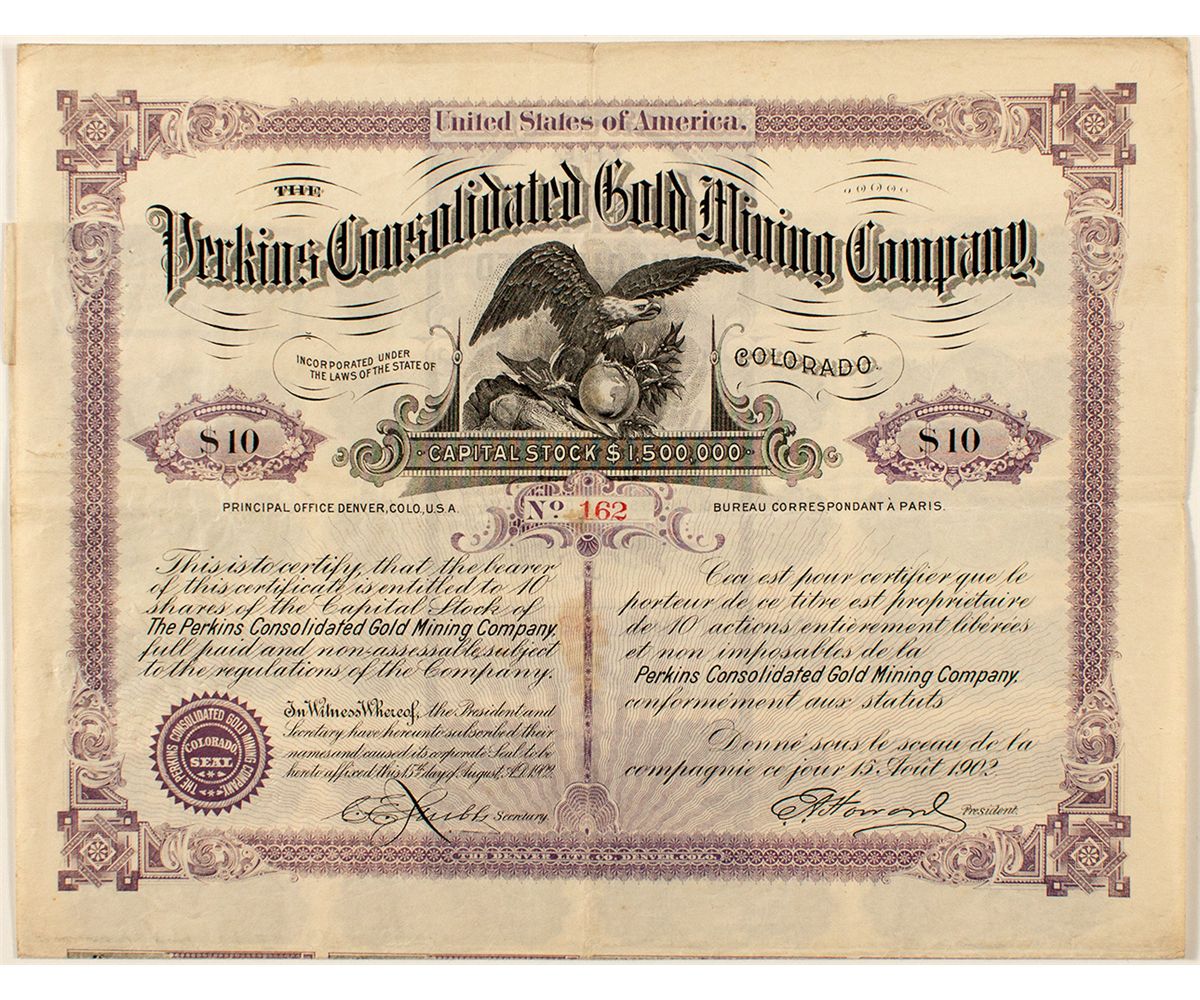 United States of America.
THE
Perkins Consolidated Gold Mining Company.
INCORPORATED UNDER
THE LAWS OF THE STATE OF
COLORADO.
$10
$10
CAPITAL STOCK $1,500,000
PRINCIPAL OFFICE DENVER, COLO., U.S.A.
No 162
BUREAU CORRESPONDANT À PARIS.
This is to certify, that the bearer
of this certificate is entitled to 10
shares of the Capital Stock of
The Perkins Consolidated Gold Mining Company.
full paid and non-assessable, subject
to the regulations of the Company.
In Witness Whereof, the President and
Secretary have hereunto subscribed their
names and caused its corporate Seal to be
hereto affixed this 15th day of August, A.D. 1902.
Secretary.
THE PERKINS CONSOLIDATED GOLD MINING COMPANY.
COLORADO.
SEAL
Ceci est pour certifier que le
porteur de ce titre est propriétaire
de 10 actions entièrement libérées
et non imposables de la
Perkins Consolidated Gold Mining Company.
conformément aux statuts
Donné sous le sceau de la
compagnie ce jour 15 Août 1902.
President.
THE DENVER LITH. CO. DENVER, COLO.